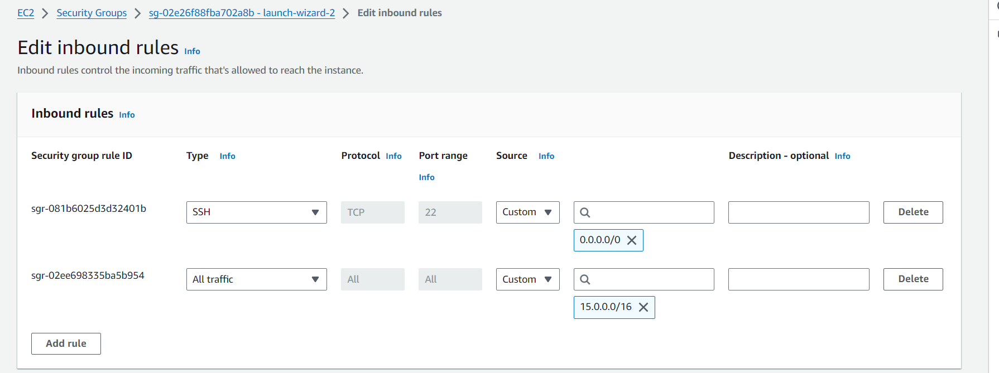 EC2 > Security Groups > sg-02e26f88fba702a8b - launch-wizard-2 > Edit inbound rules
Edit inbound rules Info
Inbound rules control the incoming traffic that's allowed to reach the instance.
Inbound rules Info
Security group rule ID Type Info Protocol Info Port range Info Source Info Description - optional Info
sgr-081b6025d3d32401b SSH TCP 22 Custom Delete
0.0.0.0/0
sgr-02ee698335ba5b954 All traffic All All Custom Delete
15.0.0.0/16
Add rule